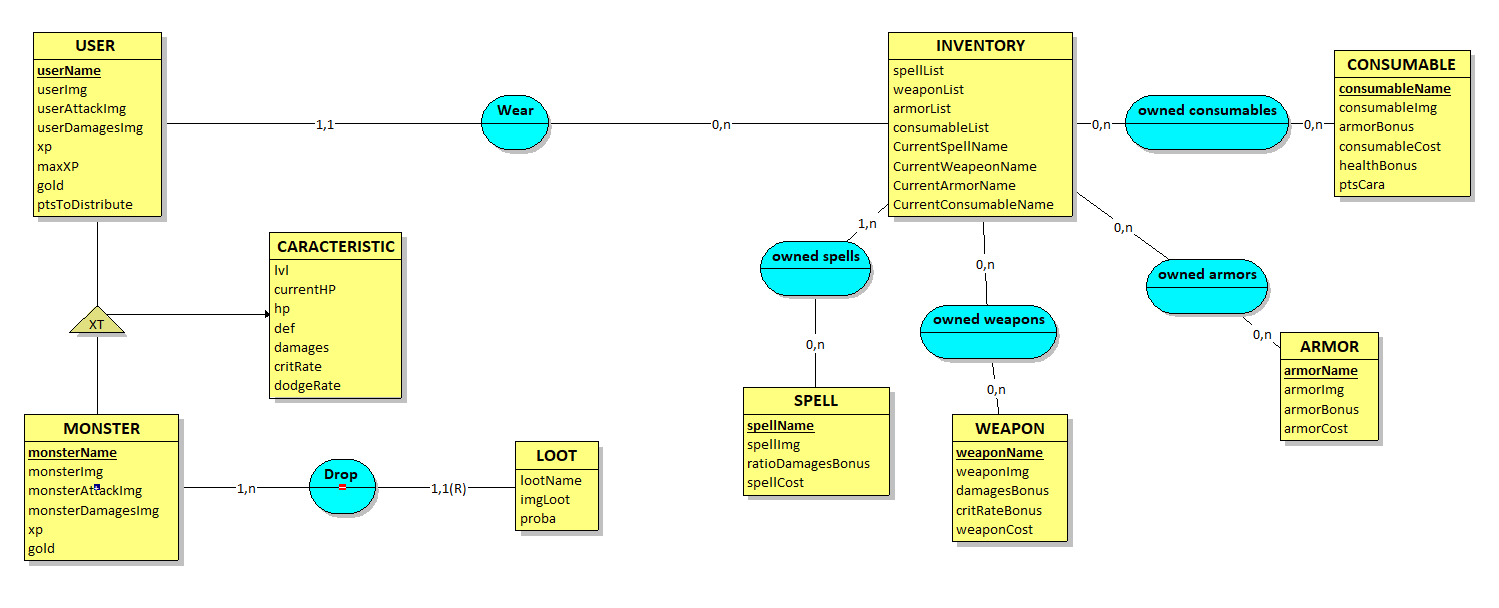 USER
userName
userImg
userAttackImg
userDamagesImg
xp
maxXP
gold
ptsToDistribute
1,1
Wear
0,n
INVENTORY
spellList
weaponList
armorList
consumableList
CurrentSpellName
CurrentWeapeonName
CurrentArmorName
CurrentConsumableName
0,n
owned consumables
0,n
CONSUMABLE
consumableName
consumableImg
armorBonus
consumableCost
healthBonus
ptsCara
XT
CARACTERISTIC
lvl
currentHP
hp
def
damages
critRate
dodgeRate
1,n
owned spells
0,n
SPELL
spellName
spellImg
ratioDamagesBonus
spellCost
0,n
owned weapons
0,n
WEAPON
weaponName
weaponImg
damagesBonus
critRateBonus
weaponCost
0,n
owned armors
0,n
ARMOR
armorName
armorImg
armorBonus
armorCost
MONSTER
monsterName
monsterImg
monsterAttackImg
monsterDamagesImg
xp
gold
1,n
Drop
1,1(R)
LOOT
lootName
imgLoot
proba